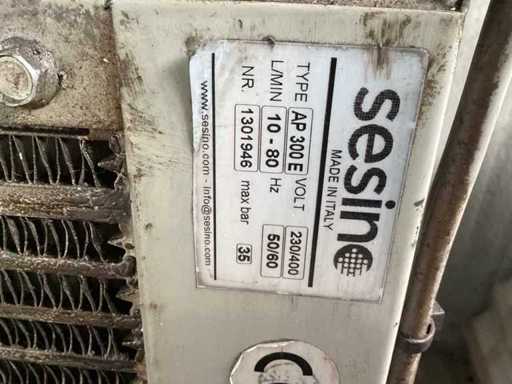 sesino
MADE IN ITALY
TYPE AP 300E VOLT 230/400
L/MIN 10 - 80 Hz 50/60
NR. 1301946 max bar 35
www.sesino.com - info@sesino.com